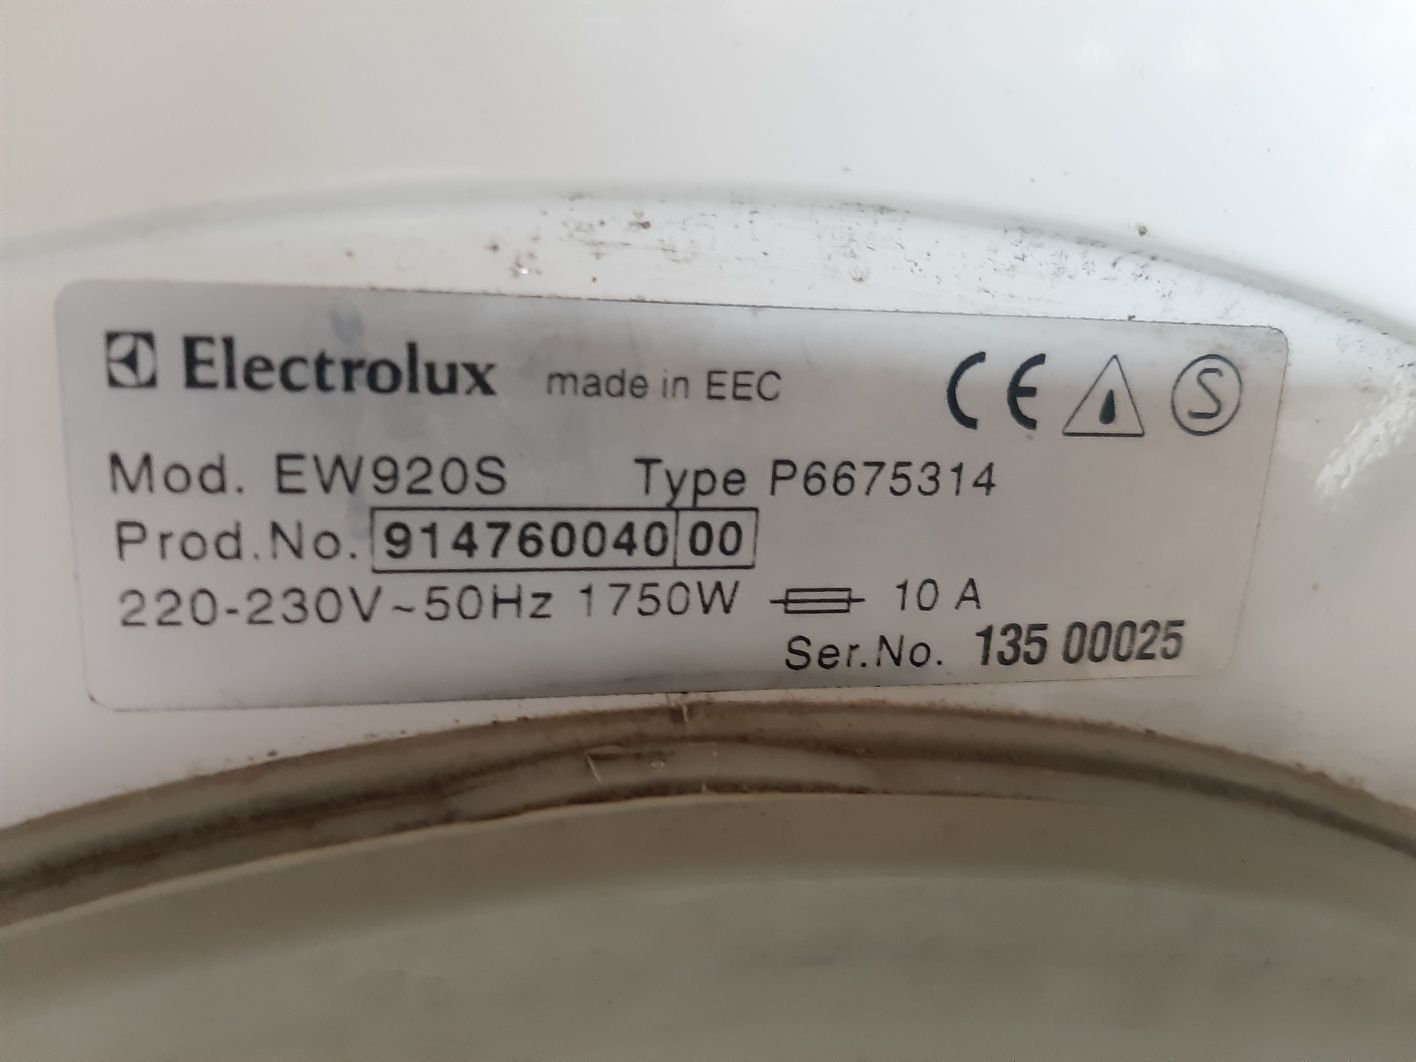 Electrolux made in EEC CE S
Mod. EW920S Type P6675314
Prod.No. 914760040 00
220-230V~50Hz 1750W 10 A
Ser.No. 135 00025